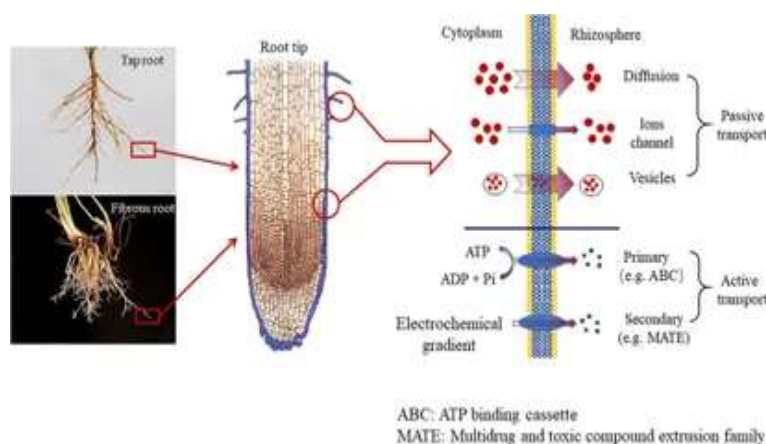 Tap root
Fibrous root
Root tip
Cytoplasm
Rhizosphere
Diffusion
Ions
channel
Vesicles
Passive
transport
ATP
ADP + Pi
Primary
(e.g. ABC)
Electrochemical
gradient
Secondary
(e.g. MATE)
Active
transport
ABC: ATP binding cassette
MATE: Multidrug and toxic compound extrusion family